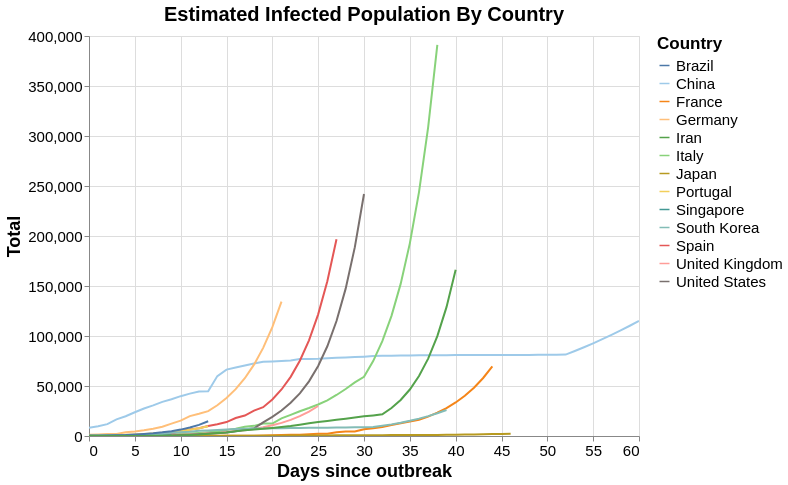 Estimated Infected Population By Country
400,000
350,000
300,000
250,000
200,000
150,000
100,000
50,000
0
Total
0 5 10 15 20 25 30 35 40 45 50 55 60
Days since outbreak
Country
Brazil
China
France
Germany
Iran
Italy
Japan
Portugal
Singapore
South Korea
Spain
United Kingdom
United States